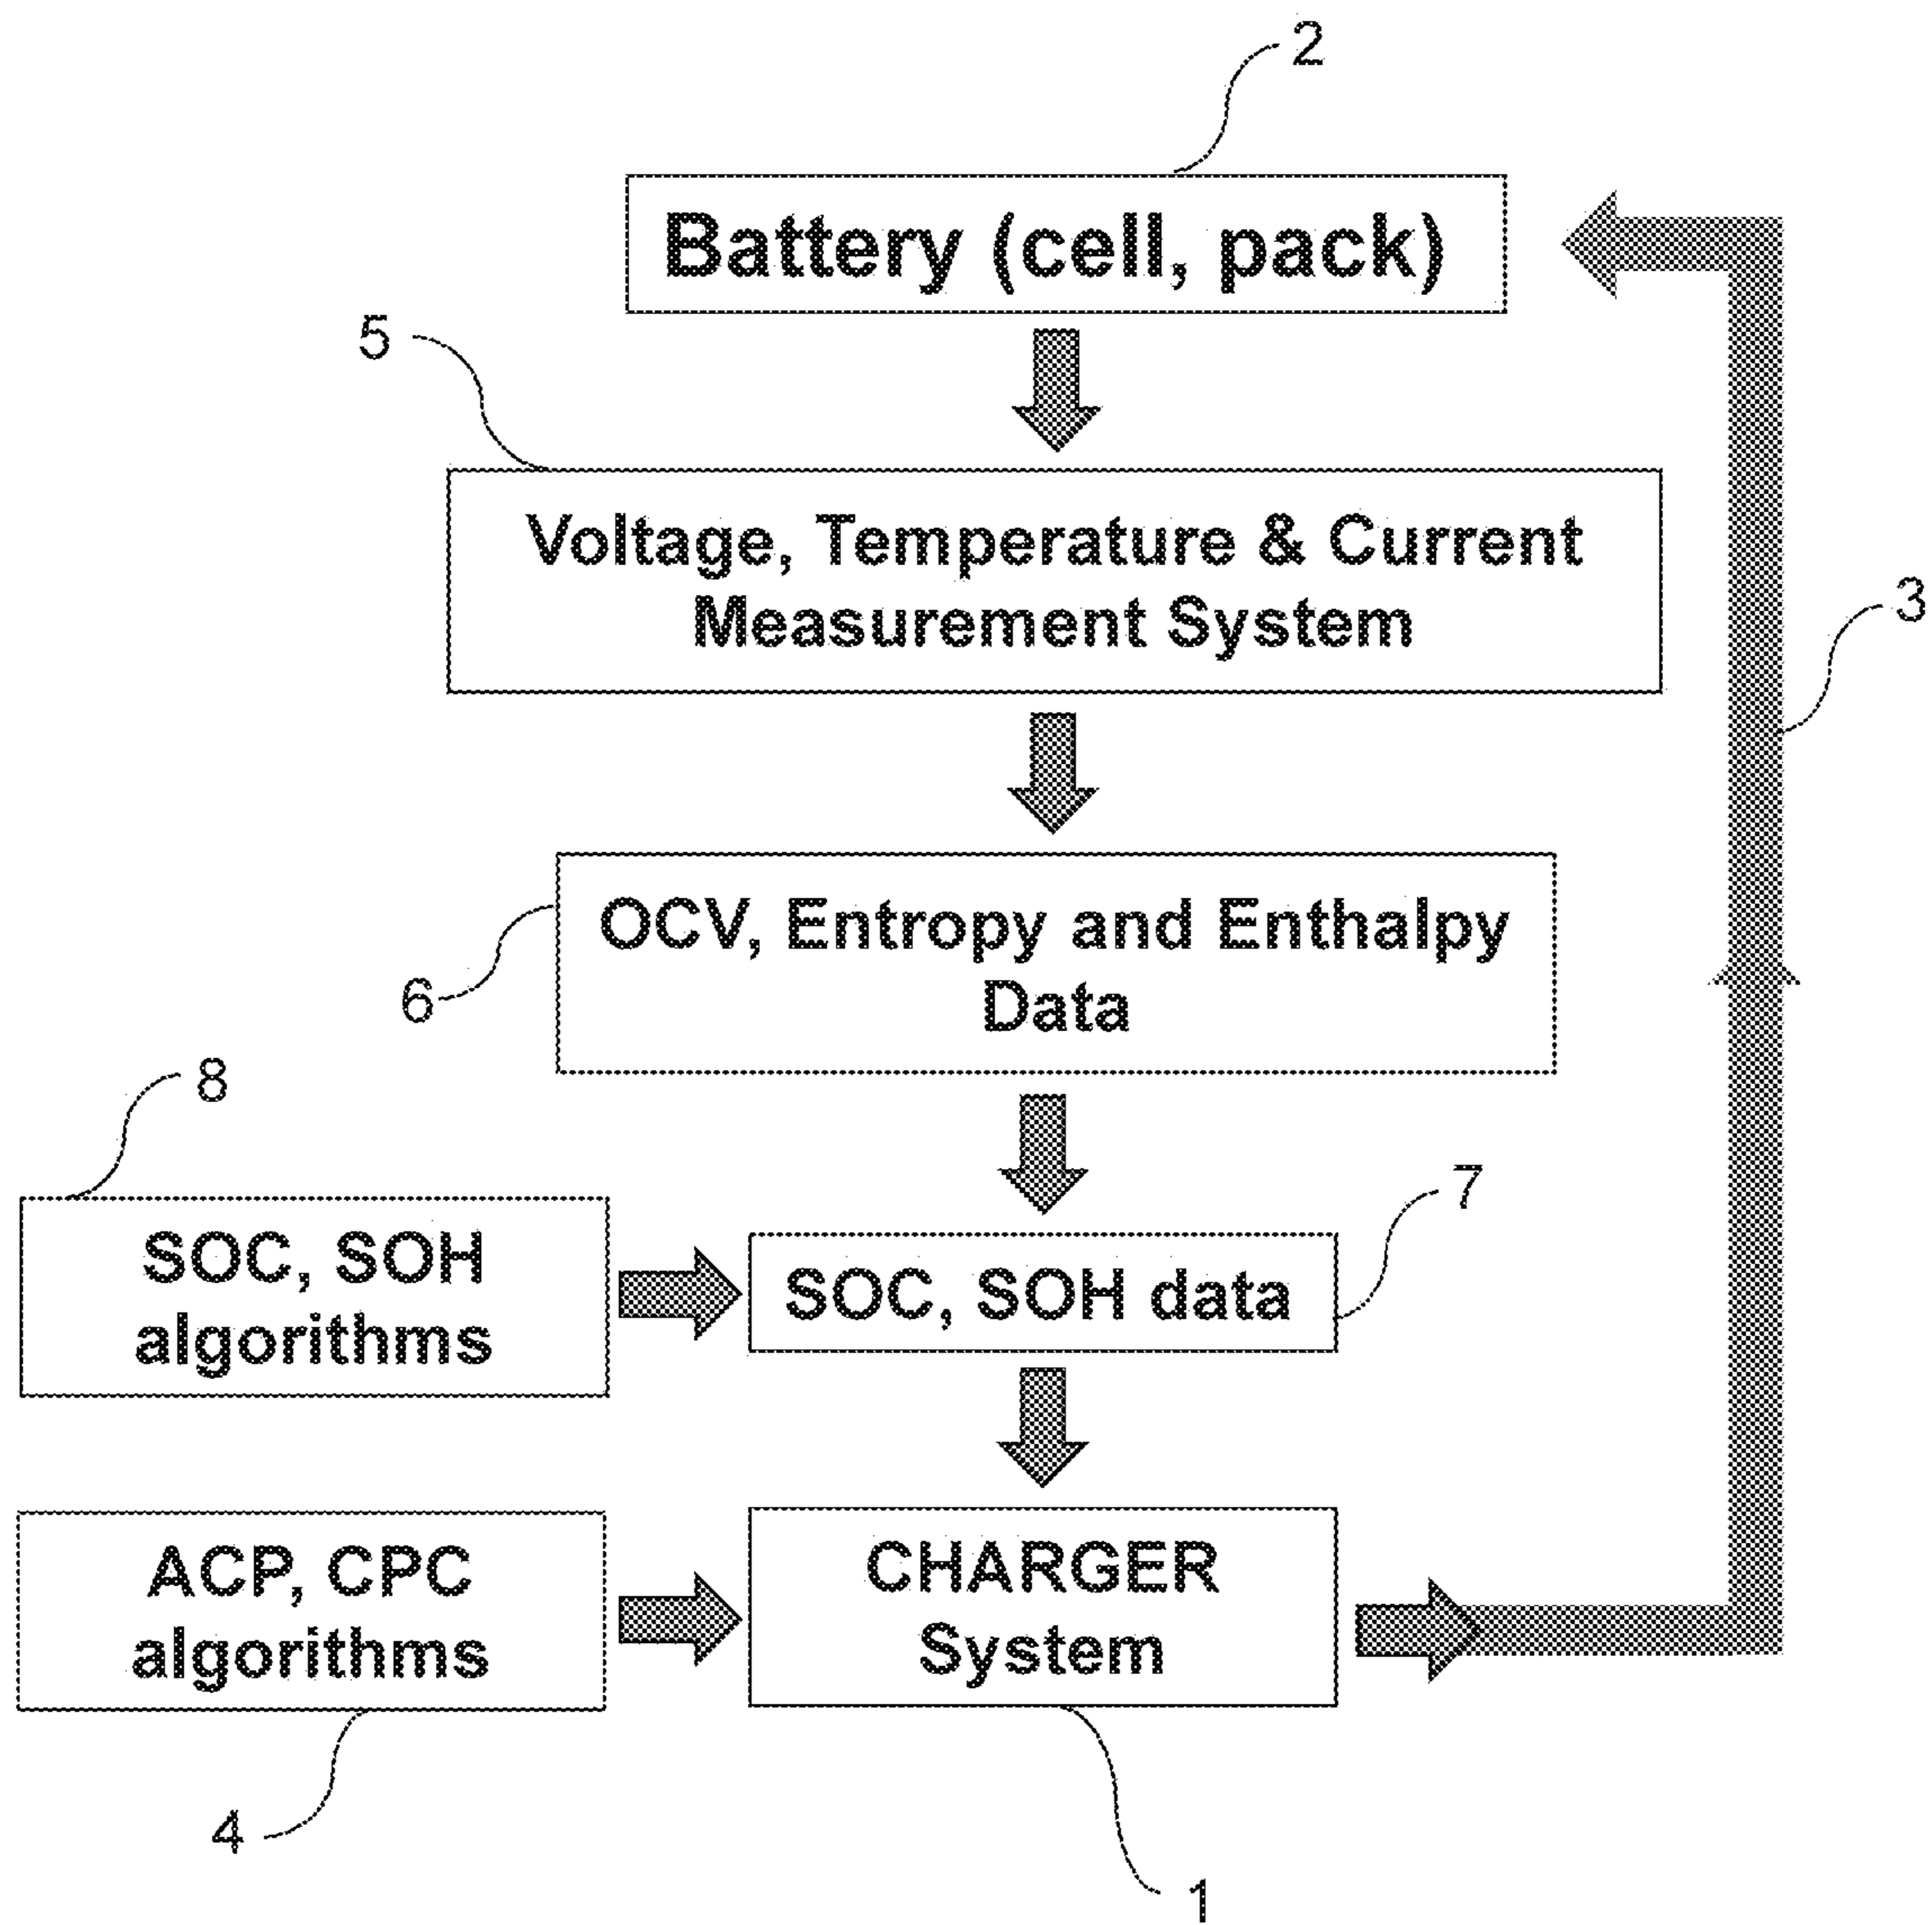 2
Battery (cell, pack)
5
Voltage, Temperature & Current
Measurement System
3
OCV, Entropy and Enthalpy
Data
6
8
7
SOC, SOH
algorithms
SOC, SOH data
ACP, CPC
algorithms
CHARGER
System
4
1